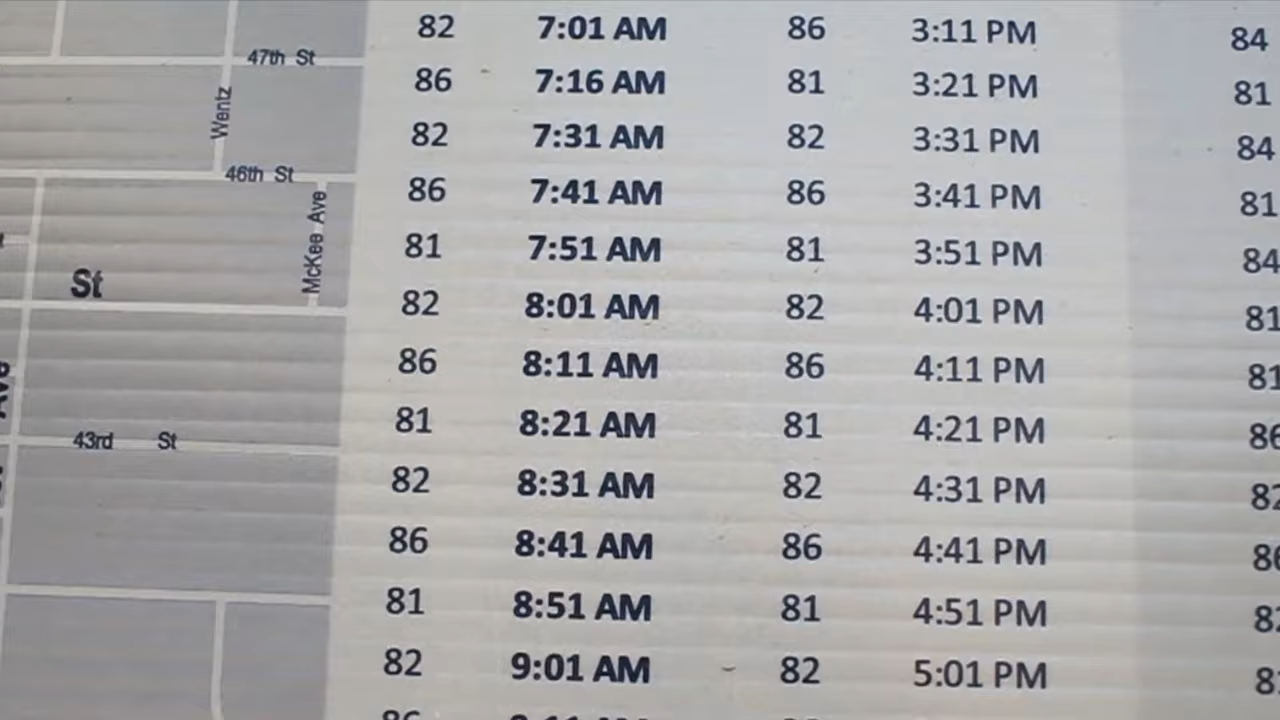 82 7:01 AM 86 3:11 PM 84
47th St
86 7:16 AM 81 3:21 PM 81
Wentz
82 7:31 AM 82 3:31 PM 84
46th St
86 7:41 AM 86 3:41 PM 81
McKee Ave
81 7:51 AM 81 3:51 PM 84
St
82 8:01 AM 82 4:01 PM 81
86 8:11 AM 86 4:11 PM 81
Ave
81 8:21 AM 81 4:21 PM 86
43rd St
82 8:31 AM 82 4:31 PM 82
86 8:41 AM 86 4:41 PM 86
81 8:51 AM 81 4:51 PM
82 9:01 AM 82 5:01 PM